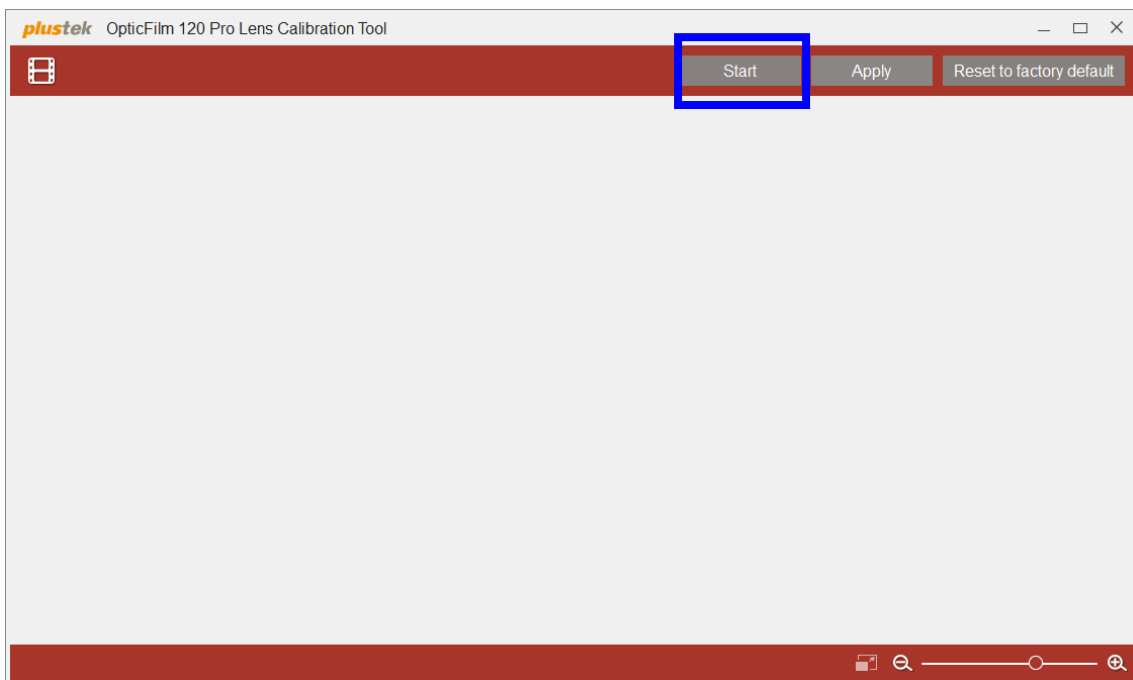 plustek OpticFilm 120 Pro Lens Calibration Tool
Start Apply Reset to factory default